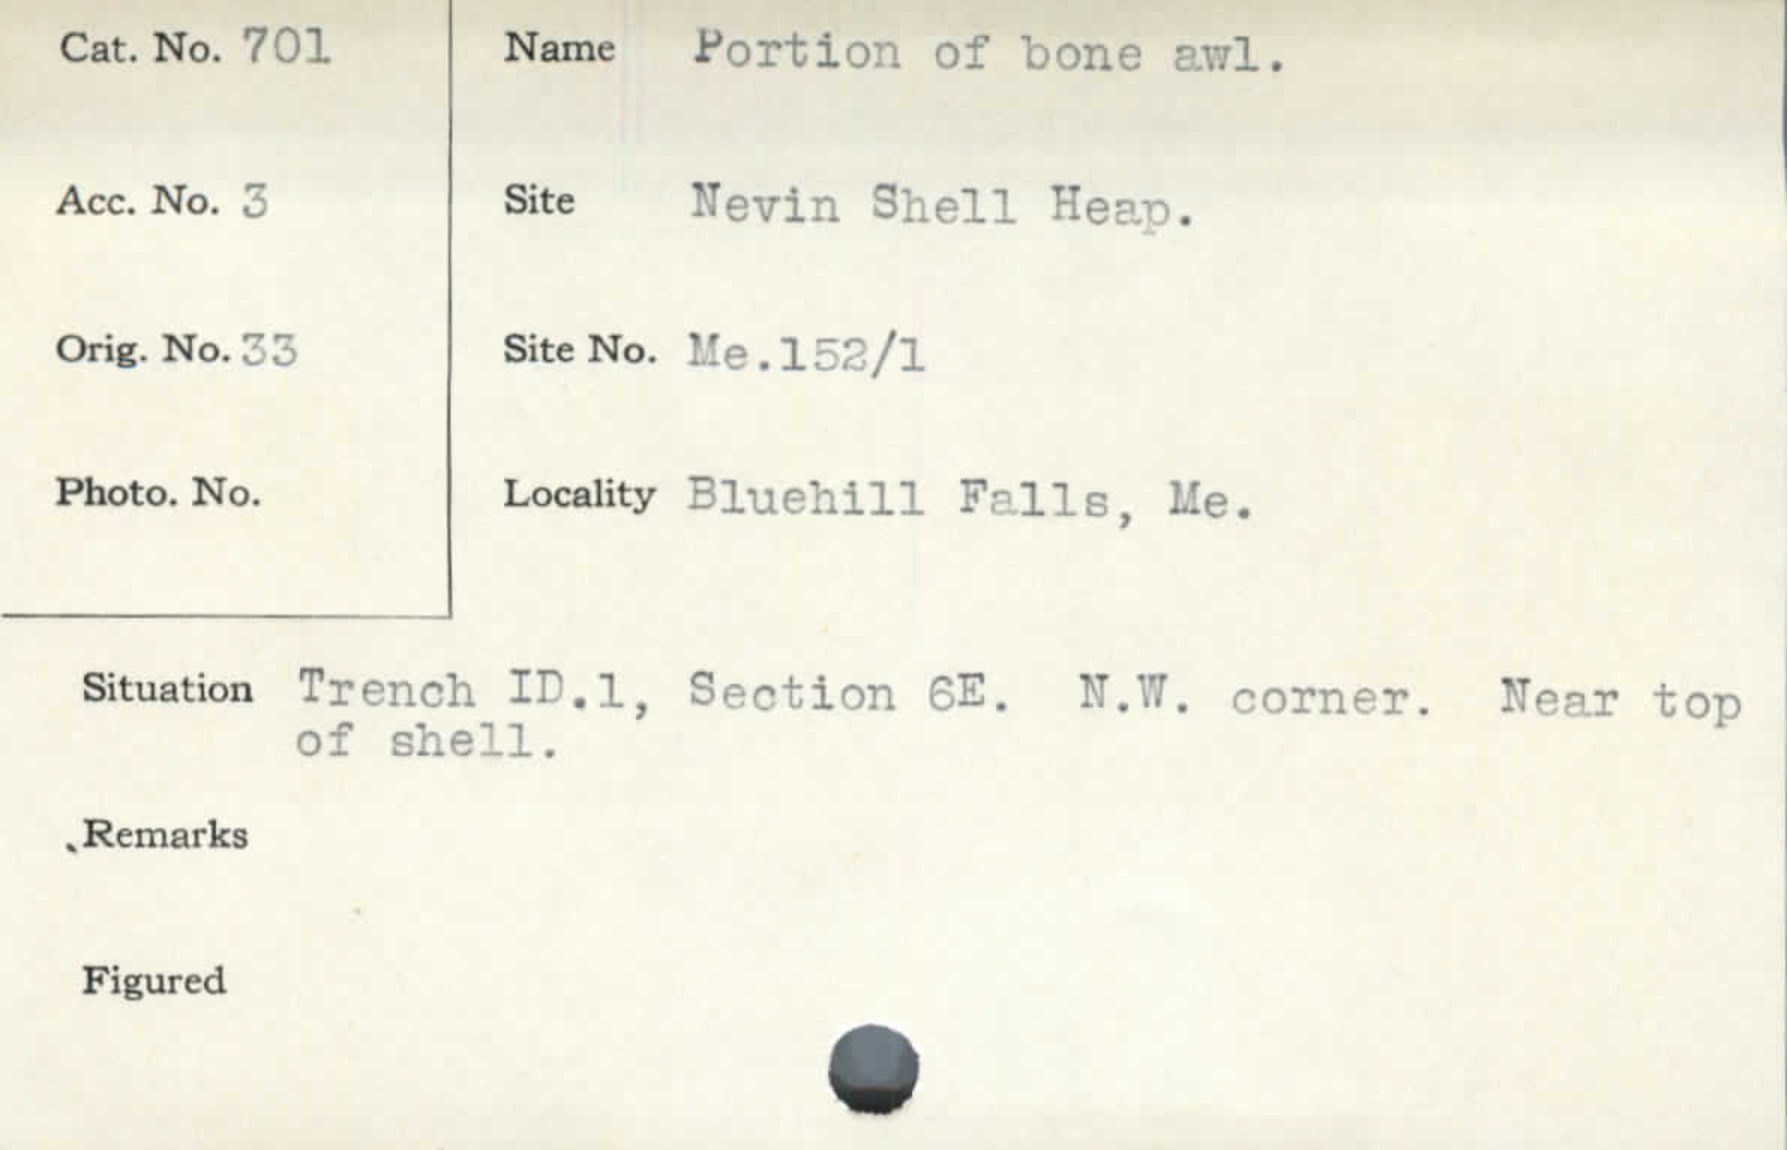 Cat. No. 701
Name Portion of bone awl.
Acc. No. 3
Site Nevin Shell Heap.
Orig. No. 33
Site No. Me.152/1
Photo. No.
Locality Bluehill Falls, Me.
Situation Trench ID.1, Section 6E. N.W. corner. Near top
of shell.
Remarks
Figured